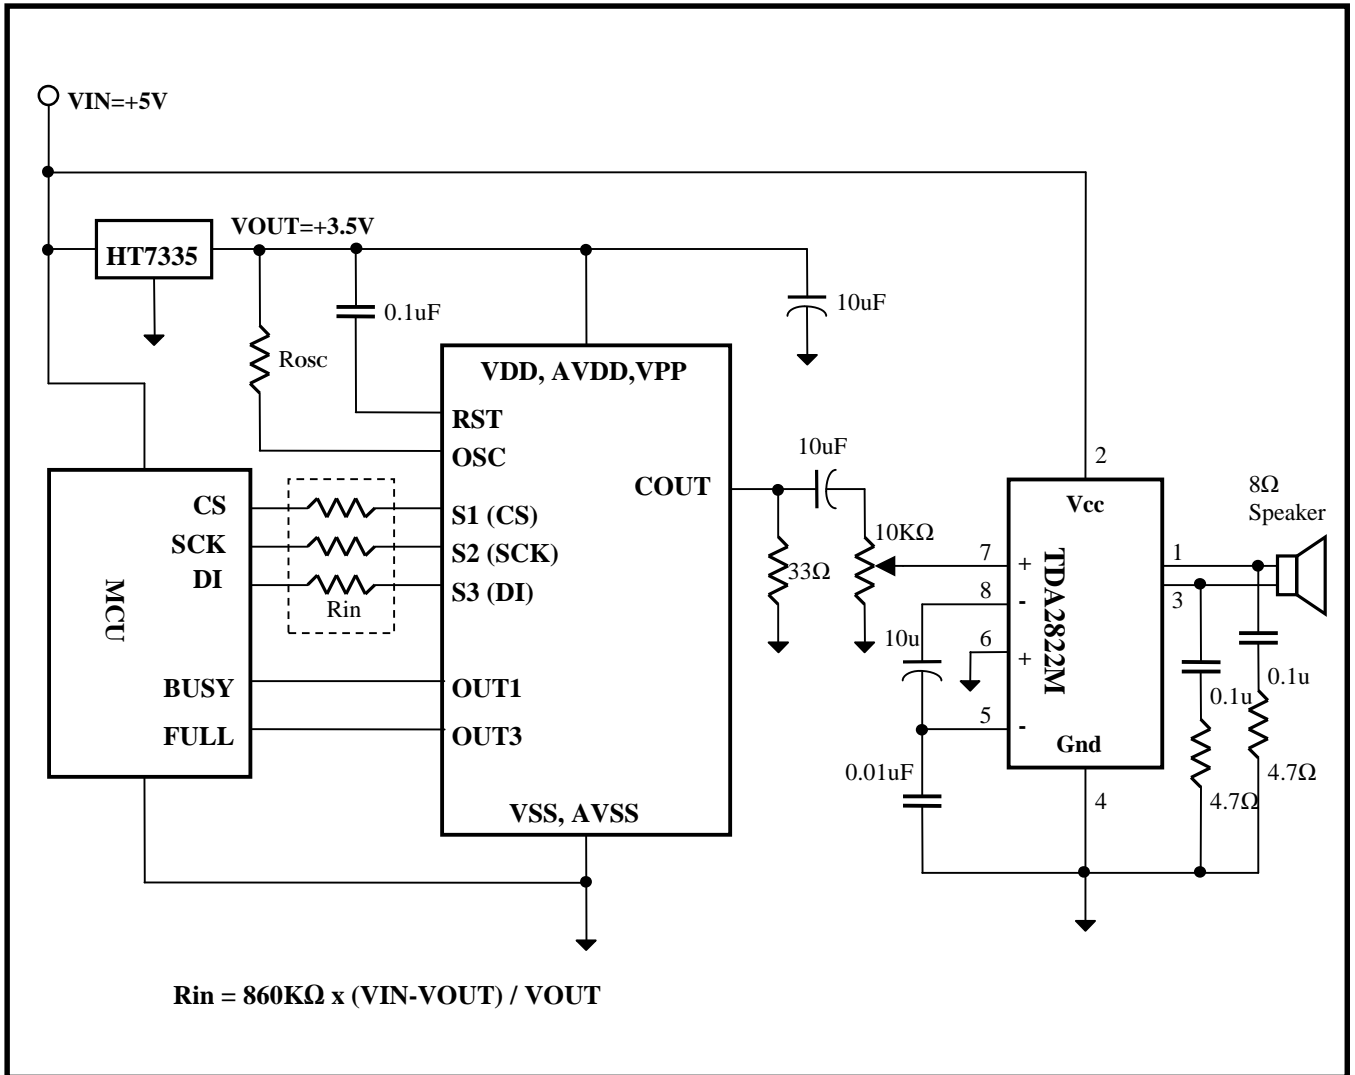 VIN=+5V
VOUT=+3.5V
HT7335
0.1uF
10uF
Rosc
VDD, AVDD,VPP
RST
OSC
COUT
10uF
2
8Ω
Speaker
CS
S1 (CS)
Vcc
SCK
S2 (SCK)
10KΩ
7
+
1
DI
S3 (DI)
33Ω
8
-
3
Rin
MCU
TDA2822M
10u
6
+
0.1u
BUSY
OUT1
0.1u
FULL
OUT3
5
-
Gnd
0.01uF
4.7Ω
VSS, AVSS
4
4.7Ω
Rin = 860KΩ x (VIN-VOUT) / VOUT